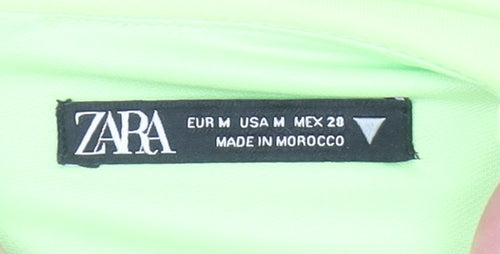 ZARA
EUR M USA M MEX 28
MADE IN MOROCCO